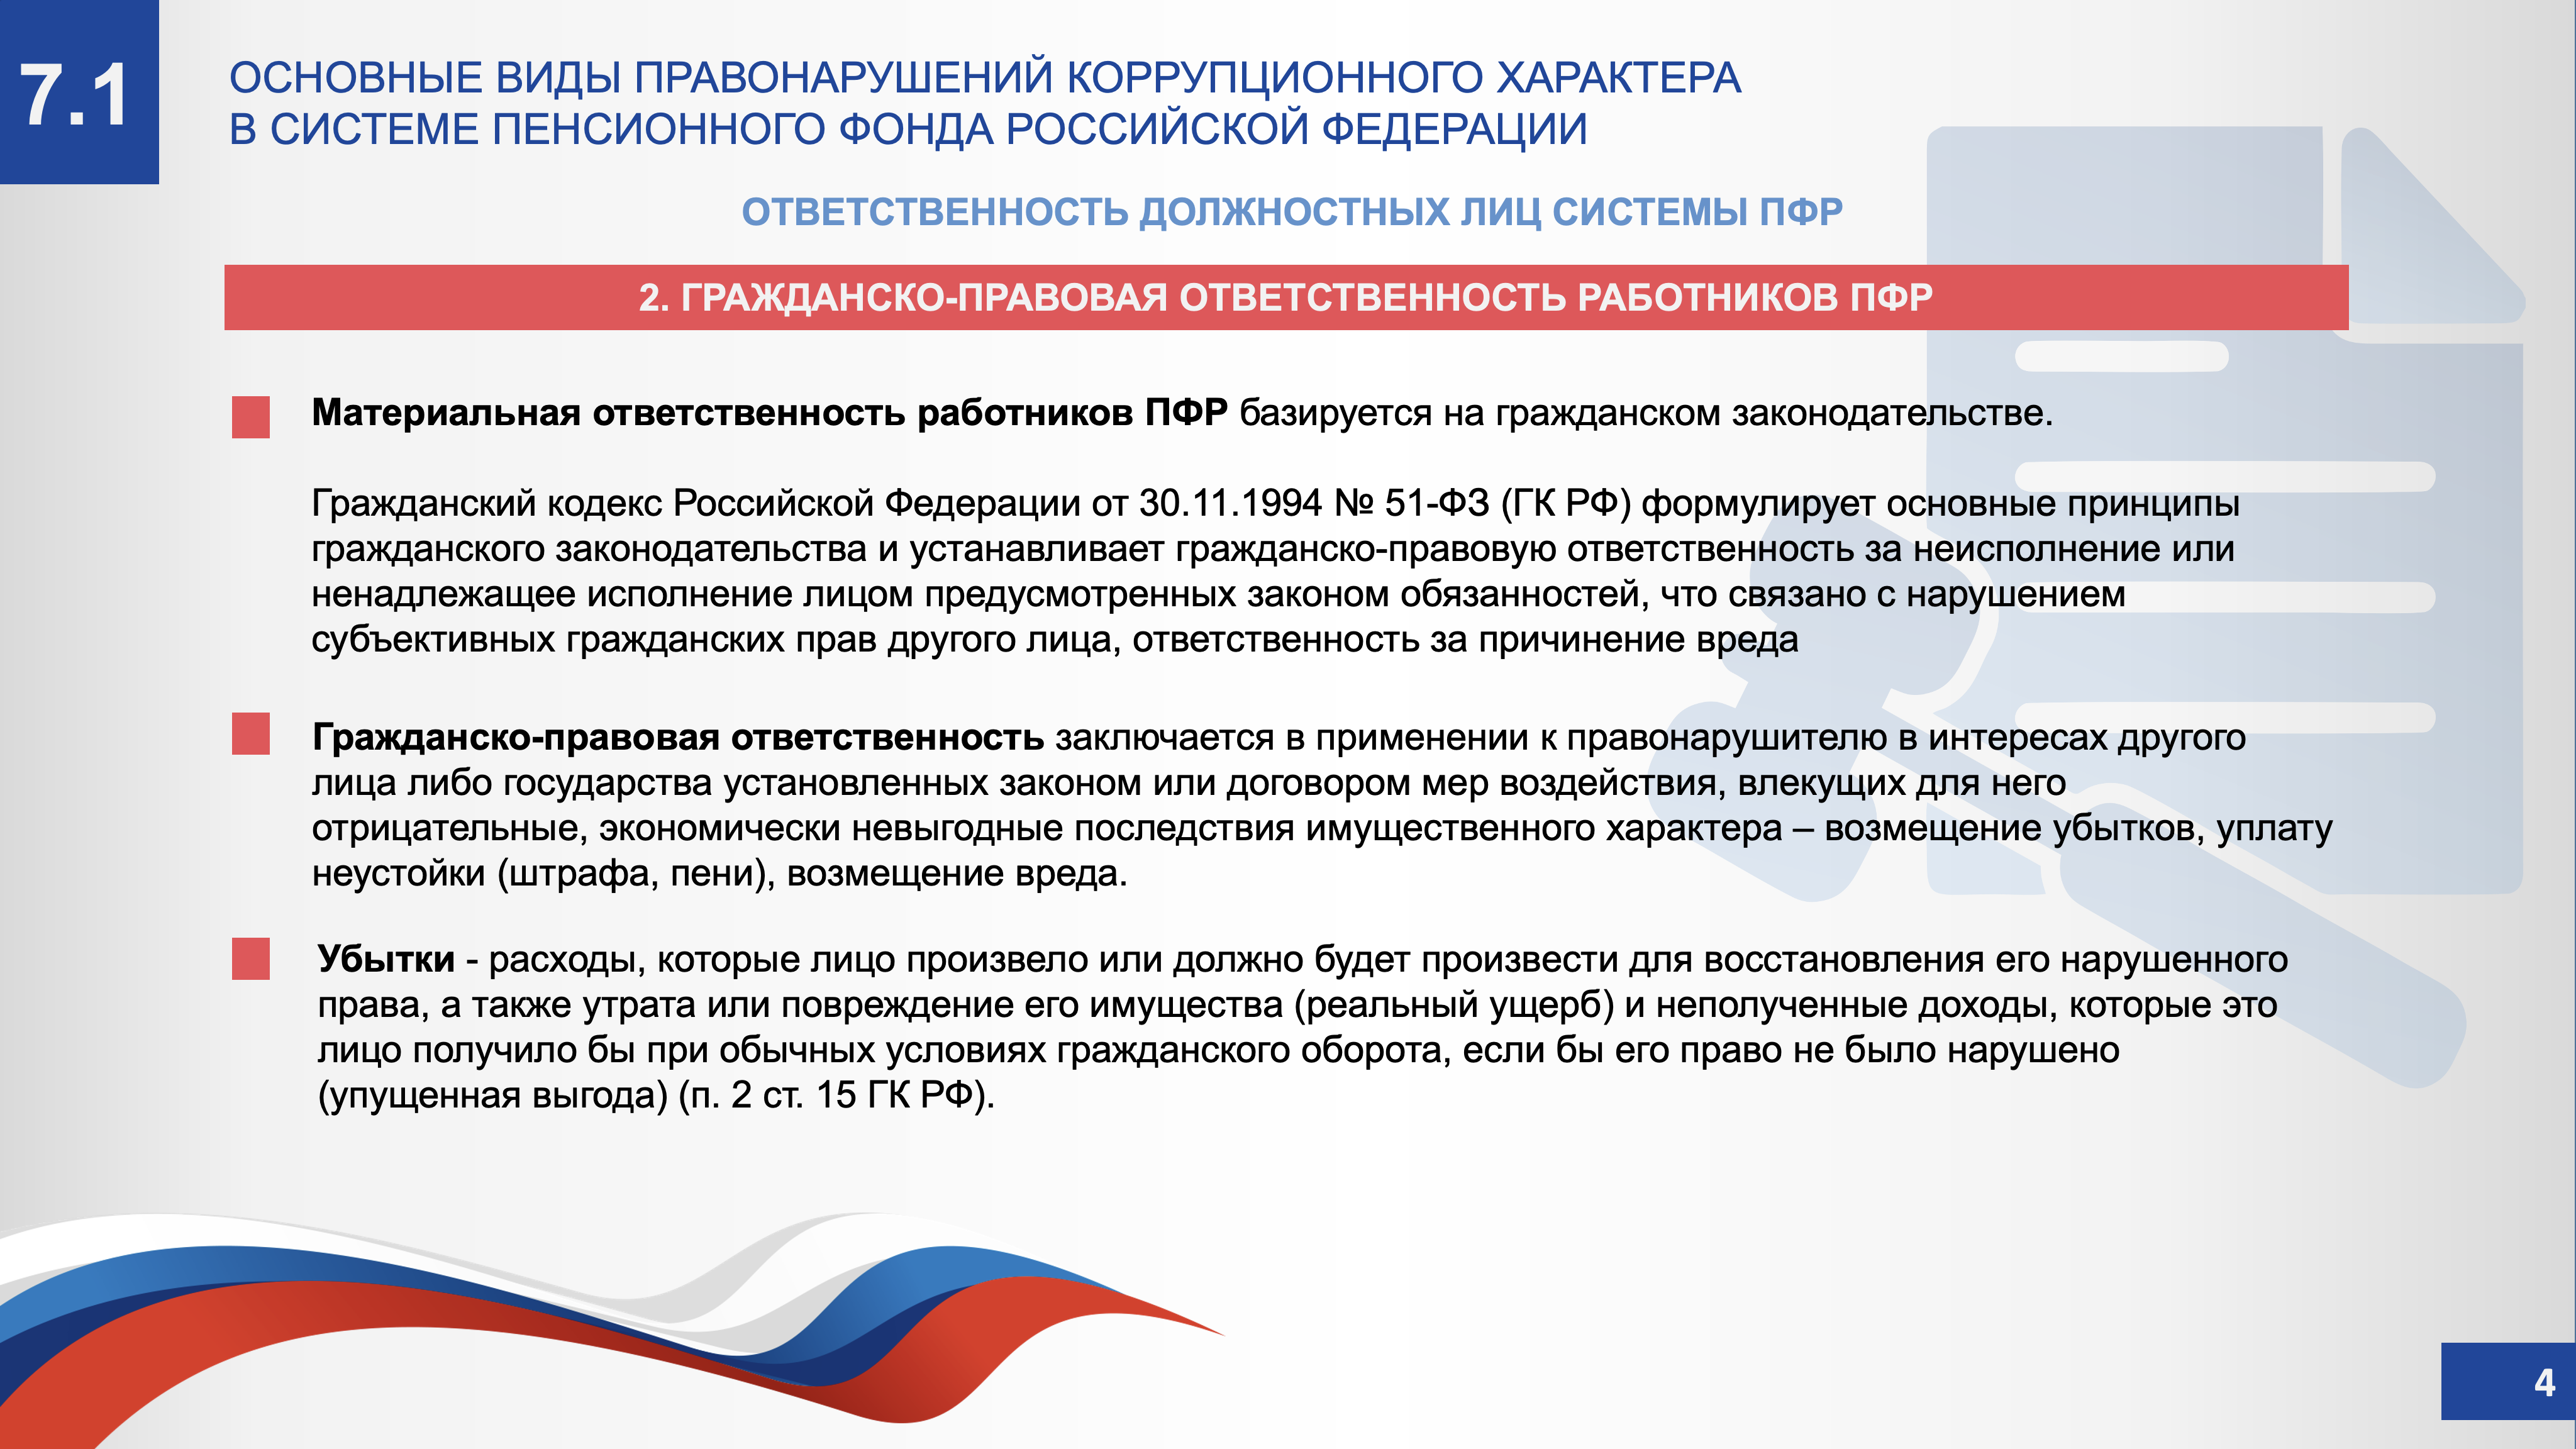 7.1
ОСНОВНЫЕ ВИДЫ ПРАВОНАРУШЕНИЙ КОРРУПЦИОННОГО ХАРАКТЕРА
В СИСТЕМЕ ПЕНСИОННОГО ФОНДА РОССИЙСКОЙ ФЕДЕРАЦИИ
ОТВЕТСТВЕННОСТЬ ДОЛЖНОСТНЫХ ЛИЦ СИСТЕМЫ ПФР
2. ГРАЖДАНСКО-ПРАВОВАЯ ОТВЕТСТВЕННОСТЬ РАБОТНИКОВ ПФР
Материальная ответственность работников ПФР базируется на гражданском законодательстве.
Гражданский кодекс Российской Федерации от 30.11.1994 № 51-ФЗ (ГК РФ) формулирует основные принципы
гражданского законодательства и устанавливает гражданско-правовую ответственность за неисполнение или
ненадлежащее исполнение лицом предусмотренных законом обязанностей, что связано с нарушением
субъективных гражданских прав другого лица, ответственность за причинение вреда
Гражданско-правовая ответственность заключается в применении к правонарушителю в интересах другого
лица либо государства установленных законом или договором мер воздействия, влекущих для него
отрицательные, экономически невыгодные последствия имущественного характера – возмещение убытков, уплату
неустойки (штрафа, пени), возмещение вреда.
Убытки - расходы, которые лицо произвело или должно будет произвести для восстановления его нарушенного
права, а также утрата или повреждение его имущества (реальный ущерб) и неполученные доходы, которые это
лицо получило бы при обычных условиях гражданского оборота, если бы его право не было нарушено
(упущенная выгода) (п. 2 ст. 15 ГК РФ).
4